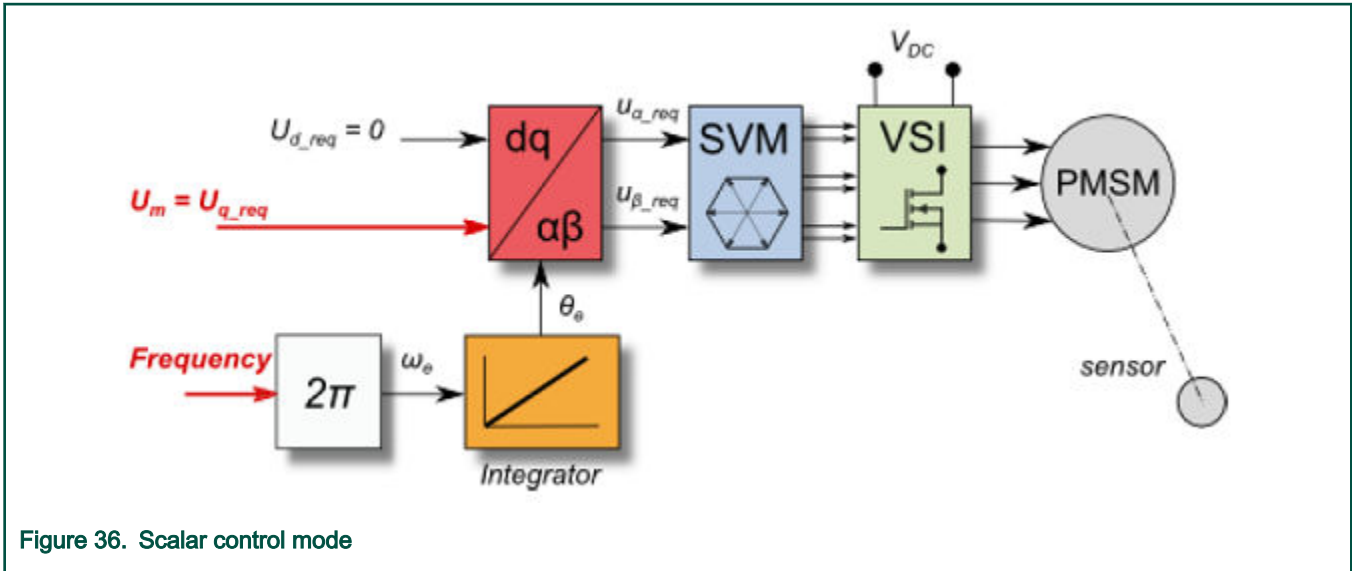 V_DC
U_d_req = 0
dq
αβ
u_α_req
u_β_req
SVM
VSI
PMSM
U_m = U_q_req
θ_e
Frequency
2π
ω_e
Integrator
sensor
Figure 36. Scalar control mode